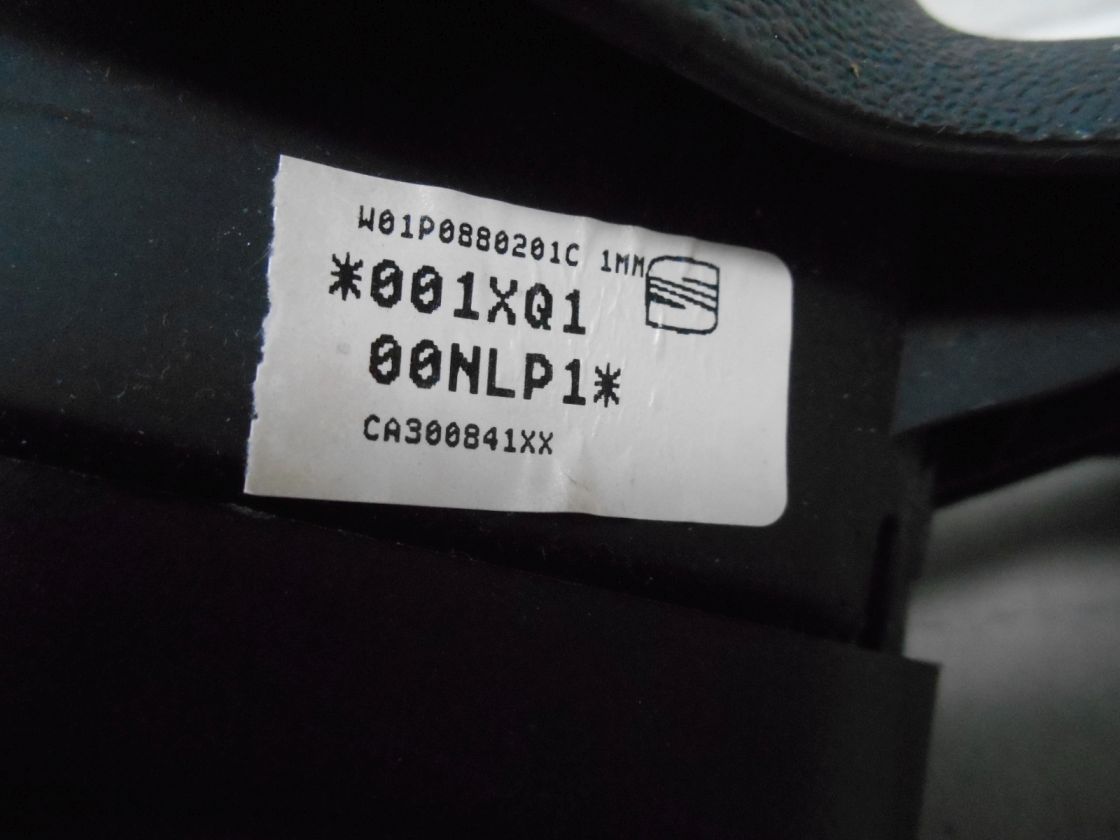 W01P0880201C 1MM
*001XQ1
00NLP1*
CA300841XX